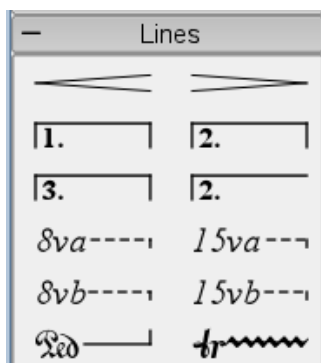 Lines
1. 2.
3. 2.
8va 15va
8vb 15vb
Ped tr